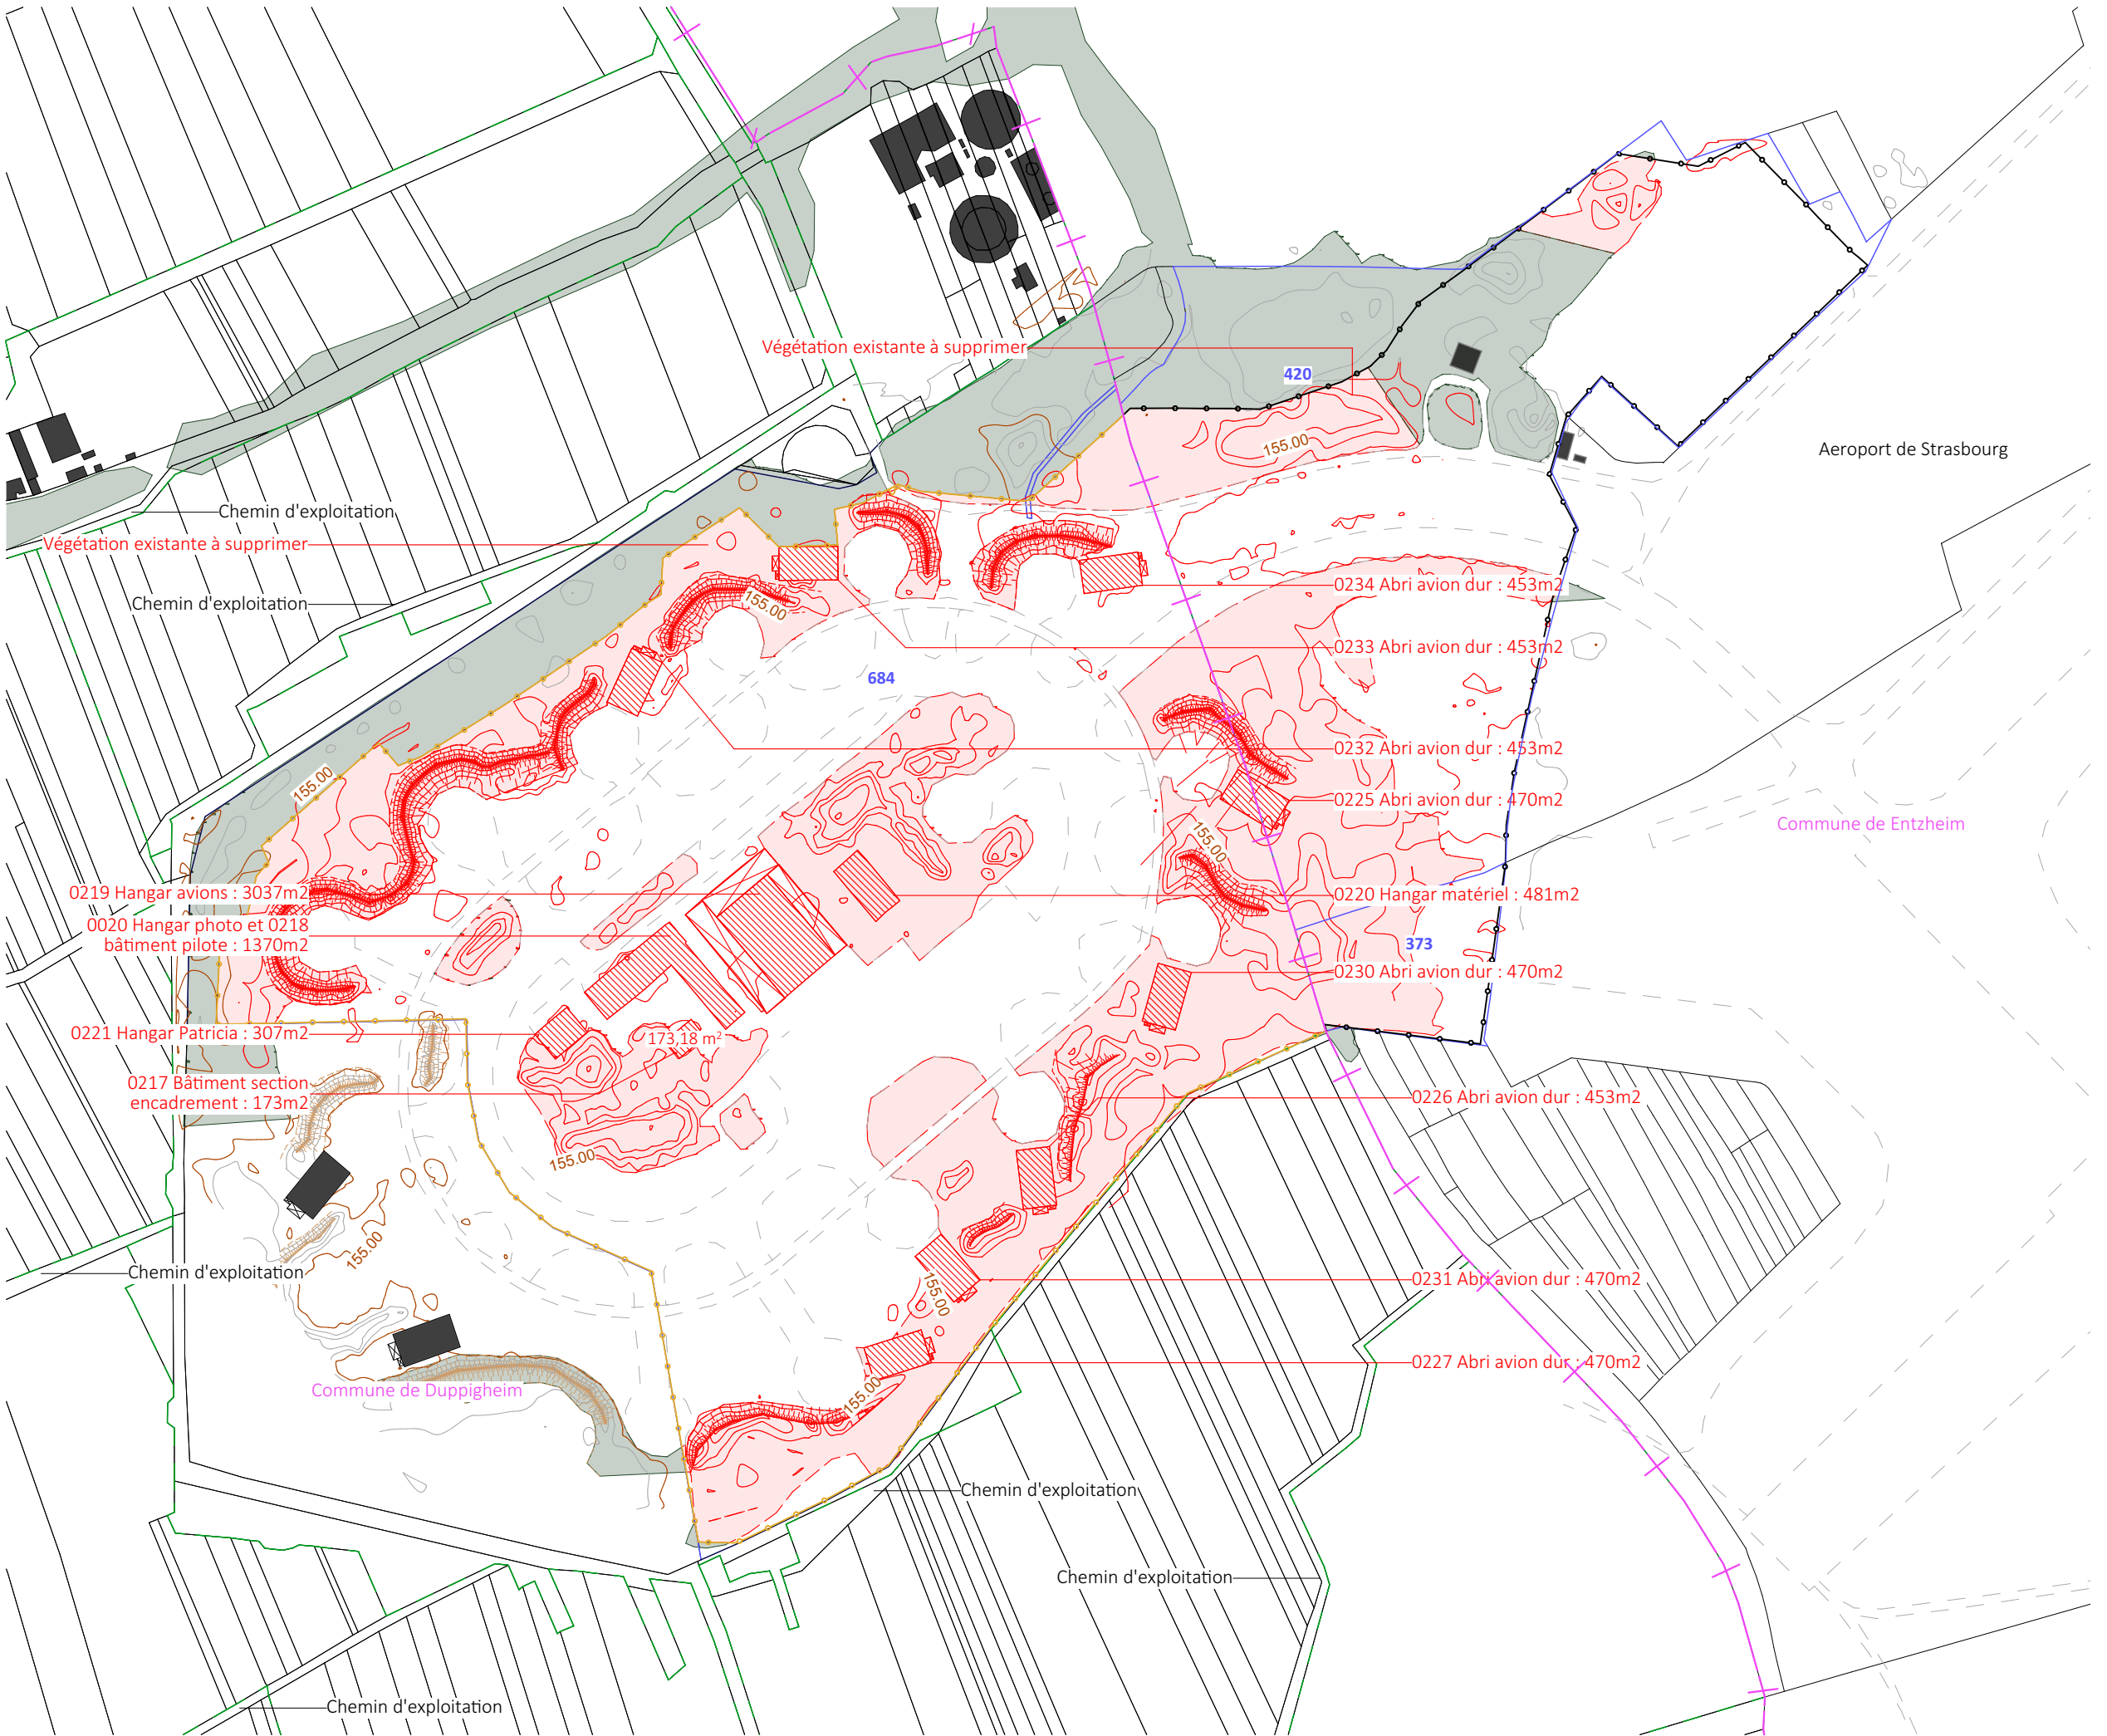 Végétation existante à supprimer
420
155.00
Aeroport de Strasbourg
Chemin d'exploitation
Végétation existante à supprimer
0234 Abri avion dur : 453m2
Chemin d'exploitation
155.00
0233 Abri avion dur : 453m2
684
0232 Abri avion dur : 453m2
155.00
0225 Abri avion dur : 470m2
Commune de Entzheim
155.00
0219 Hangar avions : 3037m2
0220 Hangar matériel : 481m2
0020 Hangar photo et 0218
bâtiment pilote : 1370m2
373
0230 Abri avion dur : 470m2
0221 Hangar Patricia : 307m2
173,18 m²
0217 Bâtiment section
encadrement : 173m2
0226 Abri avion dur : 453m2
155.00
155.00
Chemin d'exploitation
0231 Abri avion dur : 470m2
155.00
0227 Abri avion dur : 470m2
Commune de Duppigheim
155.00
Chemin d'exploitation
Chemin d'exploitation
Chemin d'exploitation